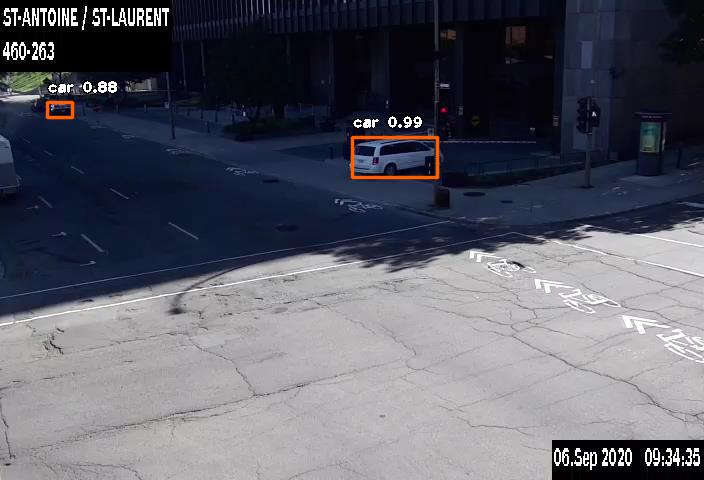 ST-ANTOINE / ST-LAURENT
460-263
car 0.88
car 0.99
06.Sep 2020 09:34:35